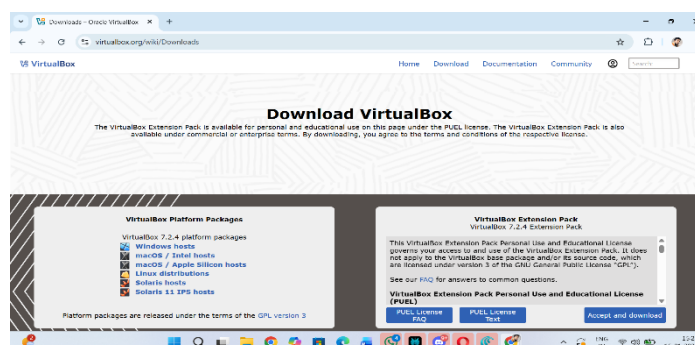 Downloads – Oracle VirtualBox
virtualbox.org/wiki/Downloads
VirtualBox
Home Download Documentation Community Search
Download VirtualBox
The VirtualBox Extension Pack is available for personal and educational use on this page under the PUEL license. The VirtualBox Extension Pack is also
available under commercial or enterprise terms. By downloading, you agree to the terms and conditions of the respective license.
VirtualBox Platform Packages
VirtualBox 7.2.4 platform packages
Windows hosts
macOS / Intel hosts
macOS / Apple Silicon hosts
Linux distributions
Solaris hosts
Solaris 11 IPS hosts
Platform packages are released under the terms of the GPL version 3
VirtualBox Extension Pack
VirtualBox 7.2.4 Extension Pack
This VirtualBox Extension Pack Personal Use and Educational License
governs your access to and use of the VirtualBox Extension Pack. It does
not apply to the VirtualBox base package and/or its source code, which
are licensed under version 3 of the GNU General Public License "GPL").
See our FAQ for answers to common questions.
VirtualBox Extension Pack Personal Use and Educational License
(PUEL)
PUEL License
FAQ
PUEL License
Text
Accept and download
ENG